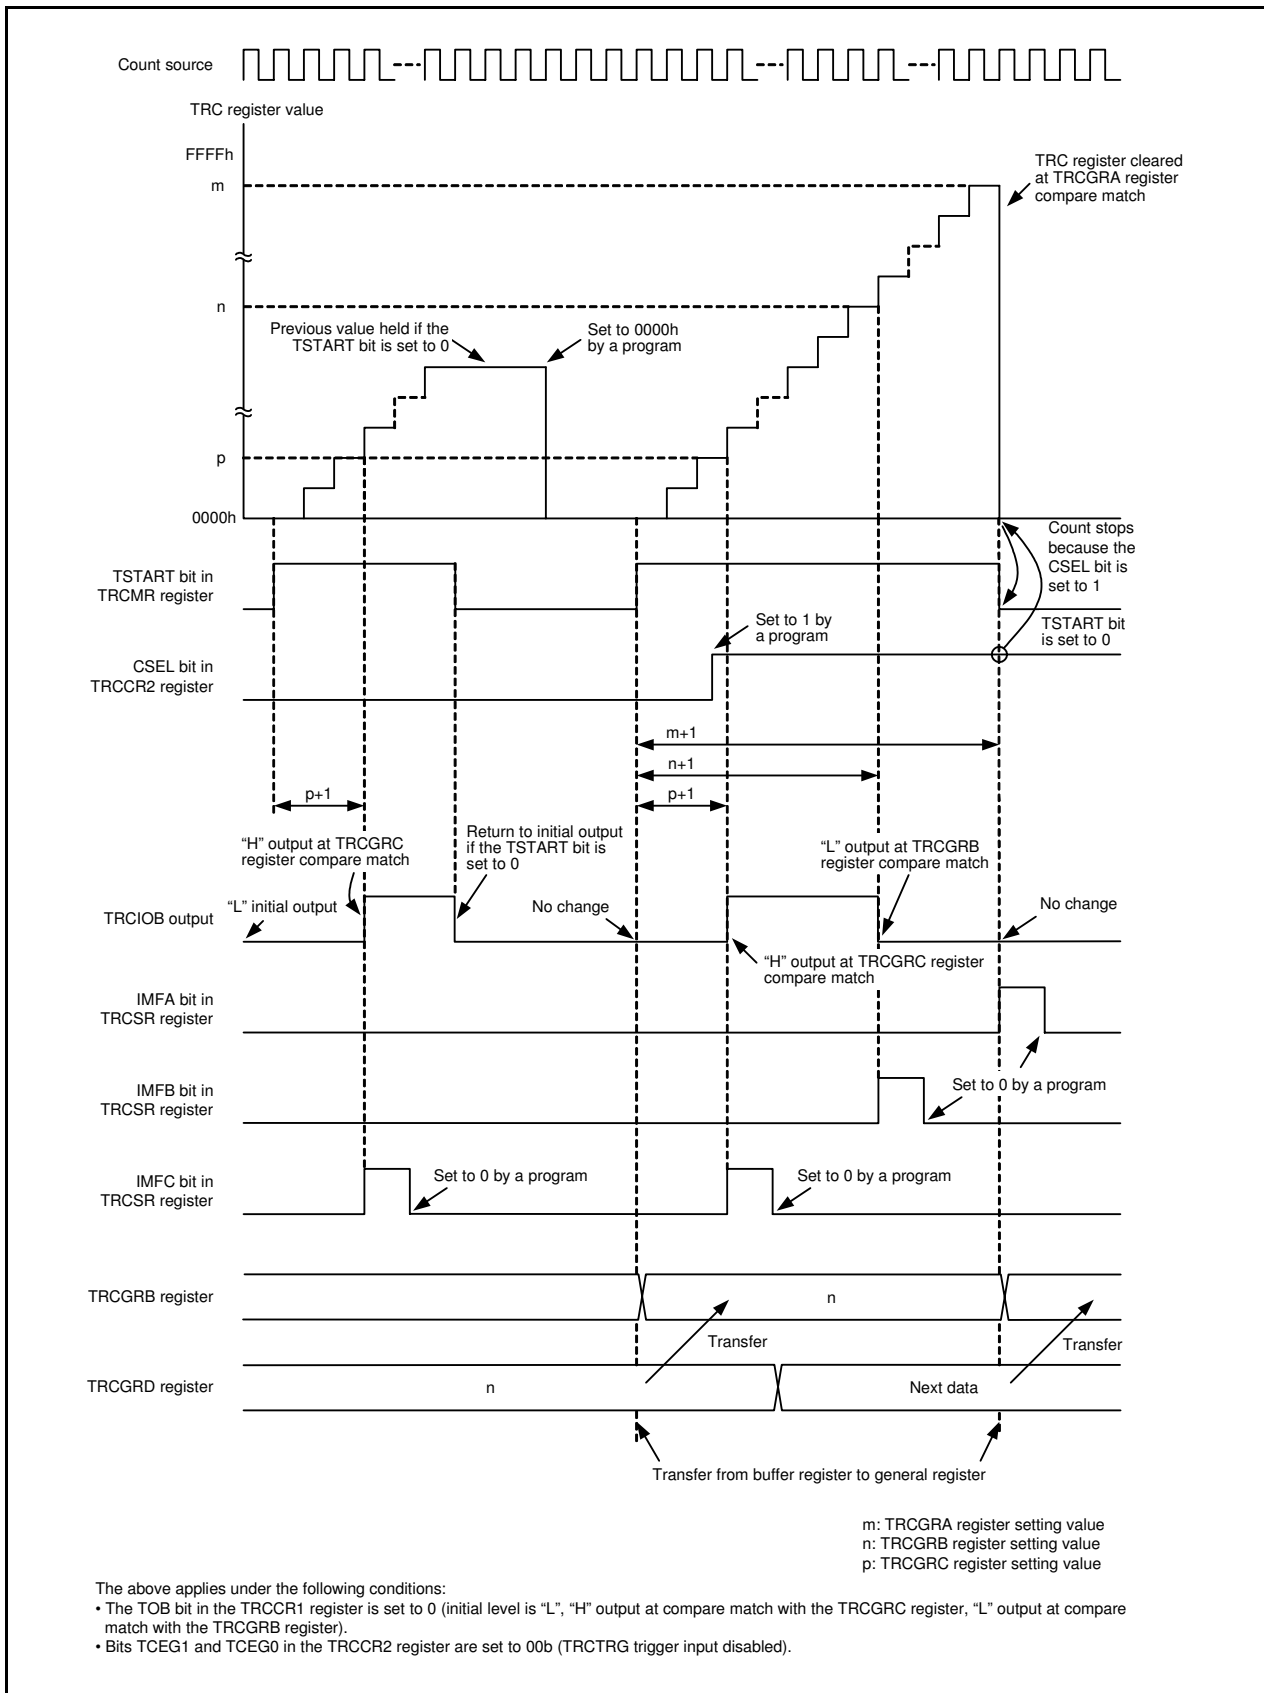 Count source
TRC register value
FFFFh
m
TRC register cleared
at TRCGRA register
compare match
n
Previous value held if the
TSTART bit is set to 0
Set to 0000h
by a program
p
0000h
Count stops
because the
CSEL bit is
set to 1
TSTART bit in
TRCMR register
Set to 1 by
a program
TSTART bit
is set to 0
CSEL bit in
TRCCR2 register
m+1
n+1
p+1
p+1
“H” output at TRCGRC
register compare match
Return to initial output
if the TSTART bit is
set to 0
“L” output at TRCGRB
register compare match
“L” initial output
No change
No change
TRCIOB output
“H” output at TRCGRC register
compare match
IMFA bit in
TRCSR register
Set to 0 by a program
IMFB bit in
TRCSR register
IMFC bit in
TRCSR register
Set to 0 by a program
Set to 0 by a program
TRCGRB register
n
Transfer
Transfer
TRCGRD register
n
Next data
Transfer from buffer register to general register
m: TRCGRA register setting value
n: TRCGRB register setting value
p: TRCGRC register setting value
The above applies under the following conditions:
• The TOB bit in the TRCCR1 register is set to 0 (initial level is “L”, “H” output at compare match with the TRCGRC register, “L” output at compare
match with the TRCGRB register).
• Bits TCEG1 and TCEG0 in the TRCCR2 register are set to 00b (TRCTRG trigger input disabled).